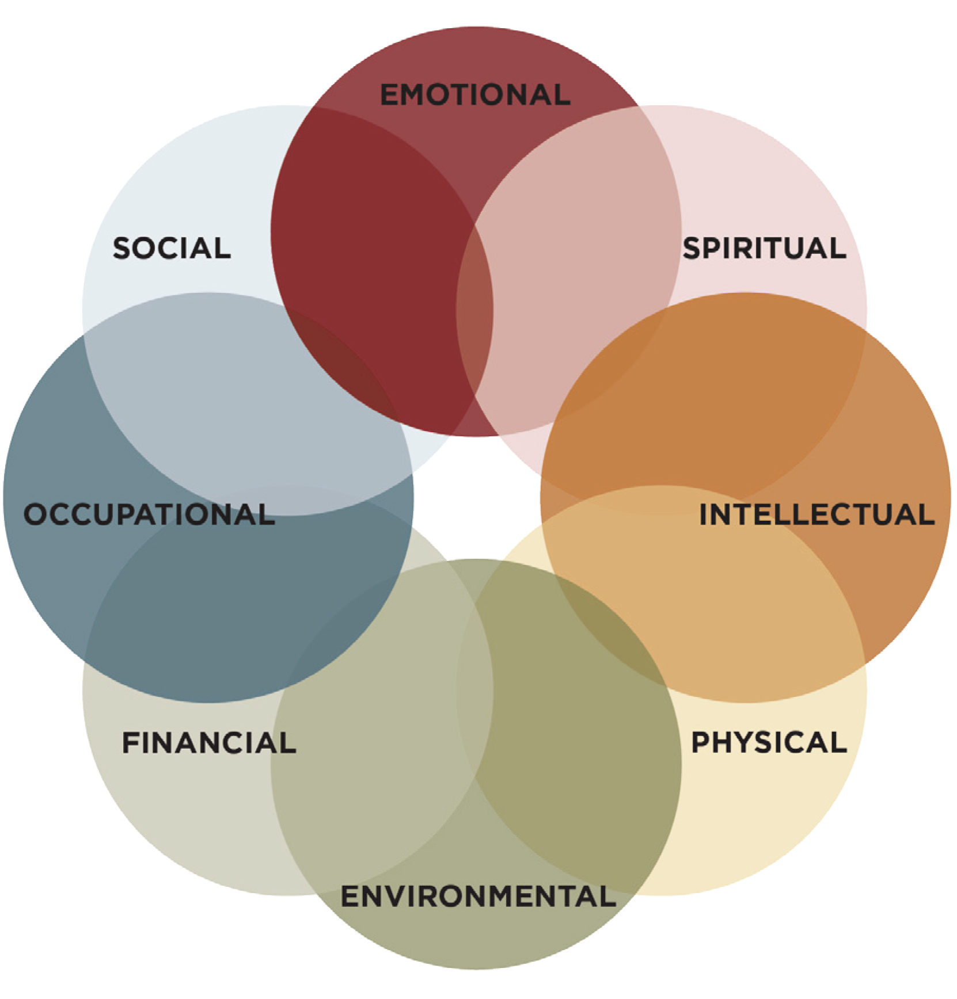 EMOTIONAL
SOCIAL
SPIRITUAL
OCCUPATIONAL
INTELLECTUAL
FINANCIAL
PHYSICAL
ENVIRONMENTAL